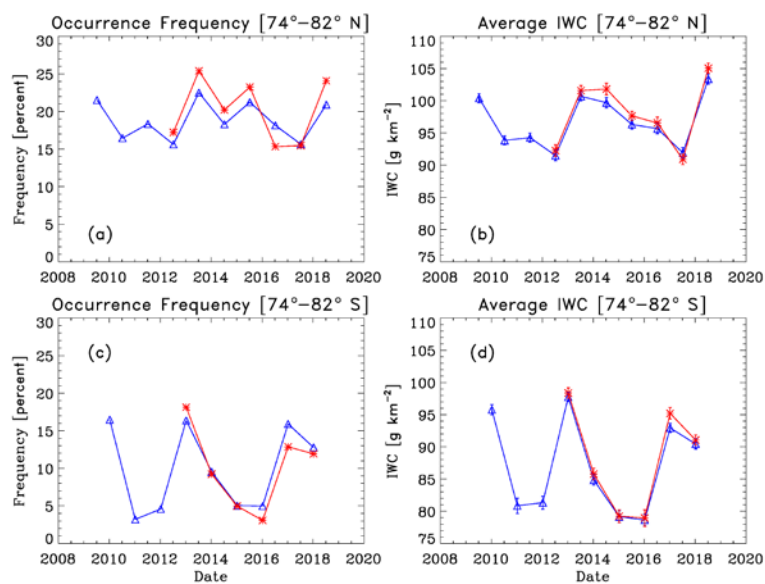 Occurrence Frequency [74°−82° N]
Frequency [percent]
30
25
20
15
10
5
0
(a)
2008 2010 2012 2014 2016 2018 2020
Average IWC [74°−82° N]
IWC [g km⁻²]
110
105
100
95
90
85
80
75
(b)
2008 2010 2012 2014 2016 2018 2020
Occurrence Frequency [74°−82° S]
Frequency [percent]
30
25
20
15
10
5
0
(c)
2008 2010 2012 2014 2016 2018 2020
Date
Average IWC [74°−82° S]
IWC [g km⁻²]
110
105
100
95
90
85
80
75
(d)
2008 2010 2012 2014 2016 2018 2020
Date